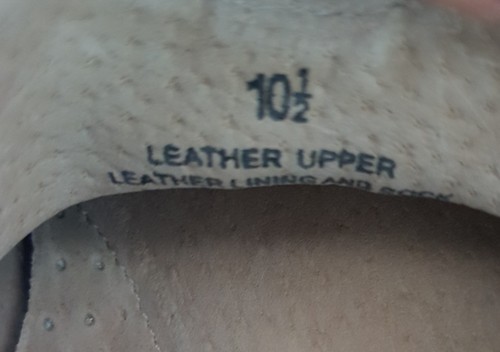 10½
LEATHER UPPER
LEATHER LINING AND SOCK